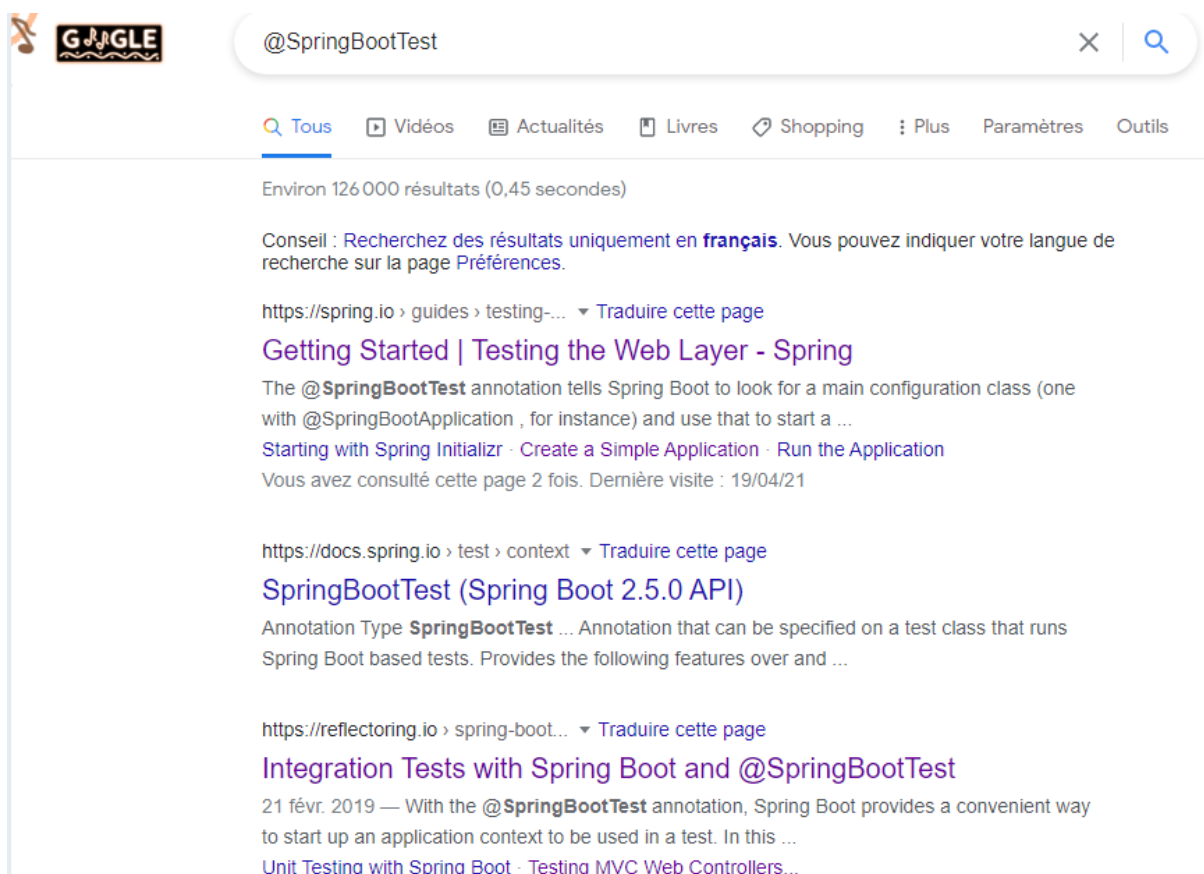 GOOGLE
@SpringBootTest
Tous Vidéos Actualités Livres Shopping Plus Paramètres Outils
Environ 126 000 résultats (0,45 secondes)
Conseil : Recherchez des résultats uniquement en français. Vous pouvez indiquer votre langue de
recherche sur la page Préférences.
https://spring.io › guides › testing-... ▾ Traduire cette page
Getting Started | Testing the Web Layer - Spring
The @SpringBootTest annotation tells Spring Boot to look for a main configuration class (one
with @SpringBootApplication , for instance) and use that to start a ...
Starting with Spring Initializr · Create a Simple Application · Run the Application
Vous avez consulté cette page 2 fois. Dernière visite : 19/04/21
https://docs.spring.io › test › context ▾ Traduire cette page
SpringBootTest (Spring Boot 2.5.0 API)
Annotation Type SpringBootTest ... Annotation that can be specified on a test class that runs
Spring Boot based tests. Provides the following features over and ...
https://reflectoring.io › spring-boot... ▾ Traduire cette page
Integration Tests with Spring Boot and @SpringBootTest
21 févr. 2019 — With the @SpringBootTest annotation, Spring Boot provides a convenient way
to start up an application context to be used in a test. In this ...
Unit Testing with Spring Boot · Testing MVC Web Controllers...